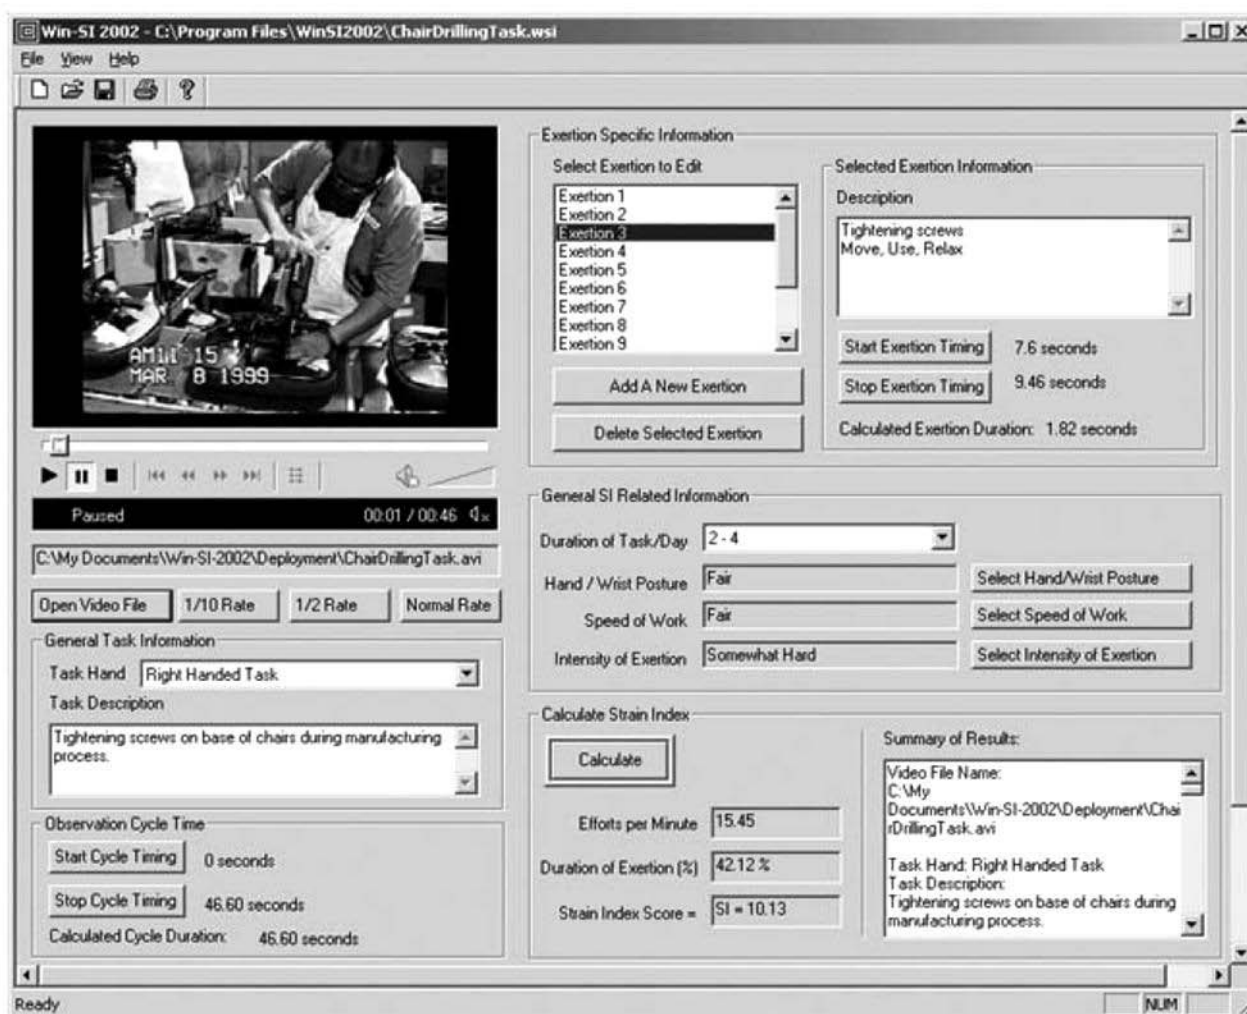 Win-SI 2002 - C:\Program Files\WinSI2002\ChairDrillingTask.wsi
File View Help
AM11 15
MAR 8 1999
Paused 00:01 / 00:46
C:\My Documents\Win-SI-2002\Deployment\ChairDrillingTask.avi
Open Video File 1/10 Rate 1/2 Rate Normal Rate
General Task Information
Task Hand Right Handed Task
Task Description
Tightening screws on base of chairs during manufacturing
process.
Observation Cycle Time
Start Cycle Timing 0 seconds
Stop Cycle Timing 46.60 seconds
Calculated Cycle Duration: 46.60 seconds
Exertion Specific Information
Select Exertion to Edit
Exertion 1
Exertion 2
Exertion 3
Exertion 4
Exertion 5
Exertion 6
Exertion 7
Exertion 8
Exertion 9
Add A New Exertion
Delete Selected Exertion
Selected Exertion Information
Description
Tightening screws
Move, Use, Relax
Start Exertion Timing 7.6 seconds
Stop Exertion Timing 9.46 seconds
Calculated Exertion Duration: 1.82 seconds
General SI Related Information
Duration of Task/Day 2 - 4
Hand / Wrist Posture Fair Select Hand/Wrist Posture
Speed of Work Fair Select Speed of Work
Intensity of Exertion Somewhat Hard Select Intensity of Exertion
Calculate Strain Index
Calculate
Efforts per Minute 15.45
Duration of Exertion (%) 42.12 %
Strain Index Score = SI = 10.13
Summary of Results:
Video File Name:
C:\My
Documents\Win-SI-2002\Deployment\Chai
rDrillingTask.avi
Task Hand: Right Handed Task
Task Description:
Tightening screws on base of chairs during
manufacturing process.
Ready NUM